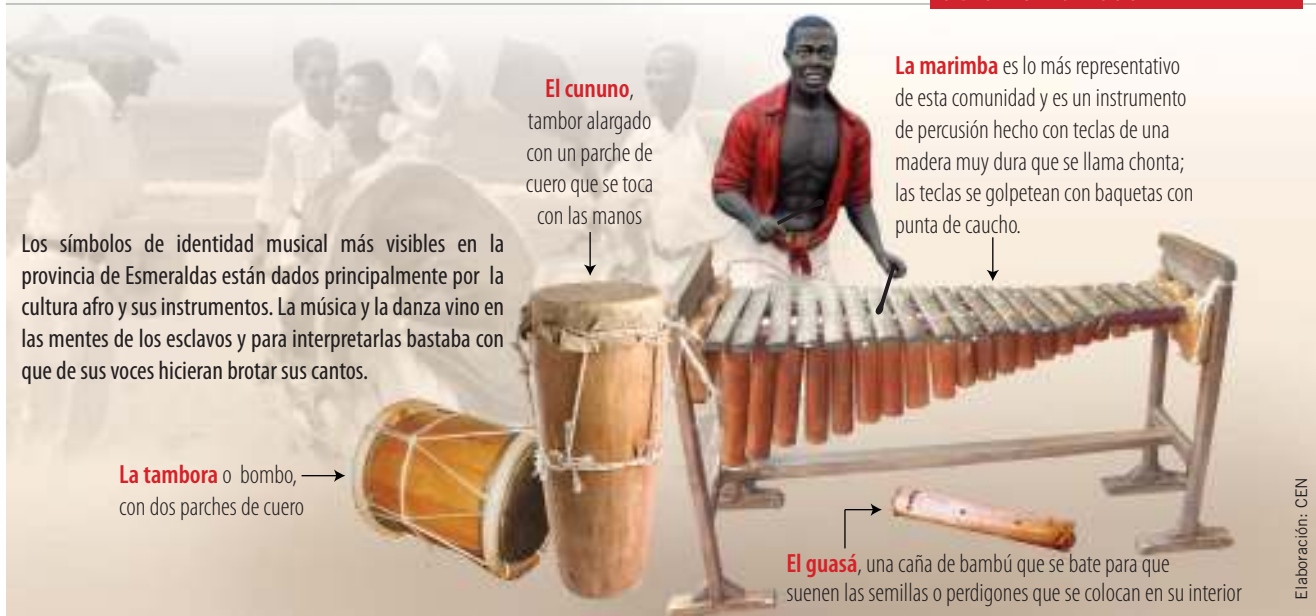 El cununo,
tambor alargado
con un parche de
cuero que se toca
con las manos
La marimba es lo más representativo
de esta comunidad y es un instrumento
de percusión hecho con teclas de una
madera muy dura que se llama chonta;
las teclas se golpetean con baquetas con
punta de caucho.
Los símbolos de identidad musical más visibles en la
provincia de Esmeraldas están dados principalmente por la
cultura afro y sus instrumentos. La música y la danza vino en
las mentes de los esclavos y para interpretarlas bastaba con
que de sus voces hicieran brotar sus cantos.
La tambora o bombo,
con dos parches de cuero
El guasá, una caña de bambú que se bate para que
suenen las semillas o perdigones que se colocan en su interior
Elaboración: CEN